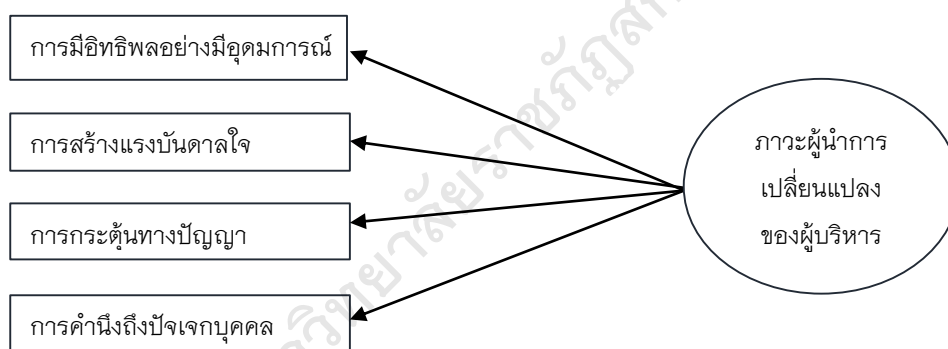 การมีอิทธิพลอย่างมีอุดมการณ์
การสร้างแรงบันดาลใจ
การกระตุ้นทางปัญญา
การคำนึงถึงปัจเจกบุคคล
ภาวะผู้นำการ
เปลี่ยนแปลง
ของผู้บริหาร